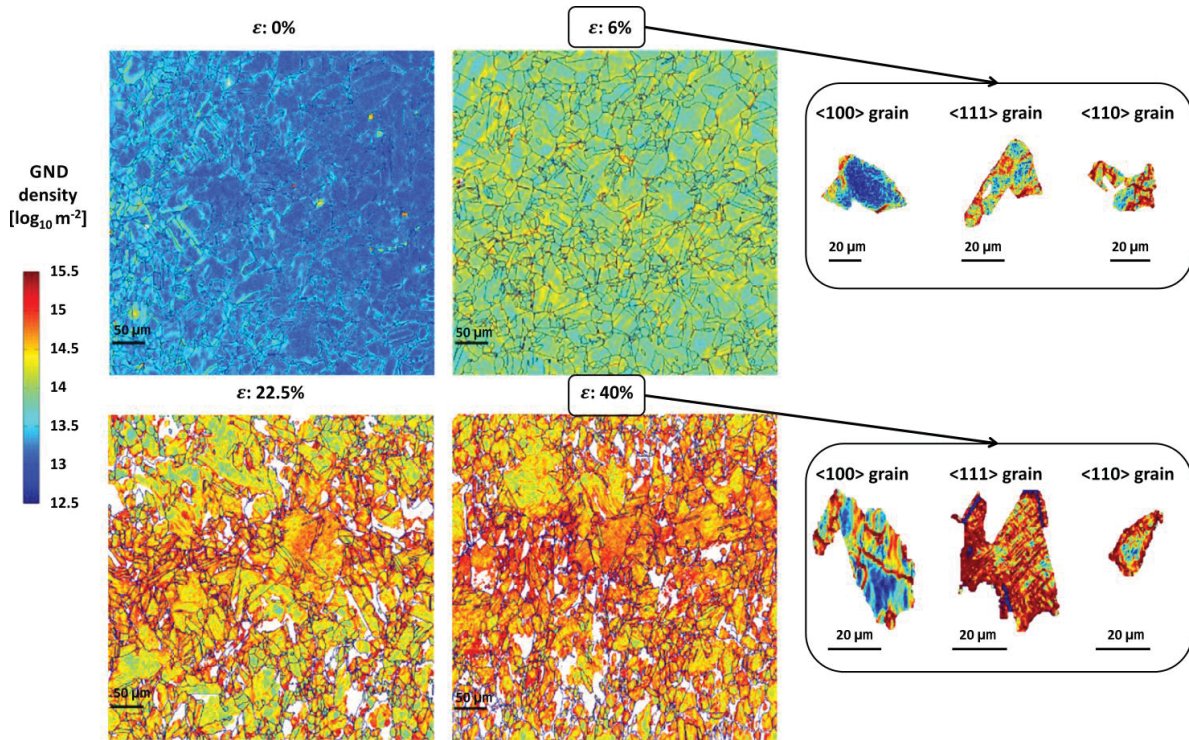 ε: 0%
ε: 6%
<100> grain
<111> grain
<110> grain
20 μm
20 μm
20 μm
GND
density
[log₁₀ m⁻²]
15.5
15
14.5
14
13.5
13
12.5
50 μm
50 μm
ε: 22.5%
ε: 40%
<100> grain
<111> grain
<110> grain
20 μm
20 μm
20 μm
50 μm
50 μm